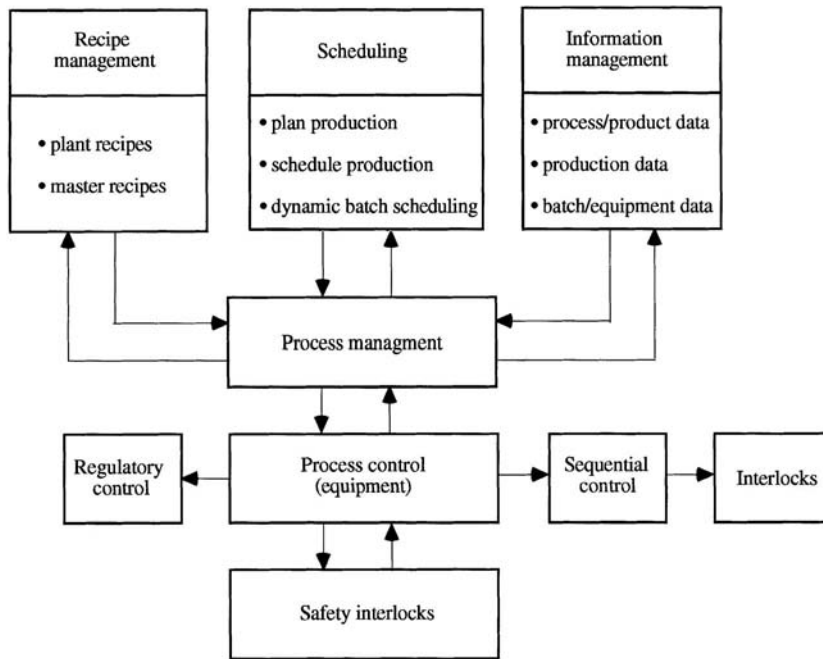 Recipe
management
• plant recipes
• master recipes
Scheduling
• plan production
• schedule production
• dynamic batch scheduling
Information
management
• process/product data
• production data
• batch/equipment data
Process managment
Regulatory
control
Process control
(equipment)
Sequential
control
Interlocks
Safety interlocks